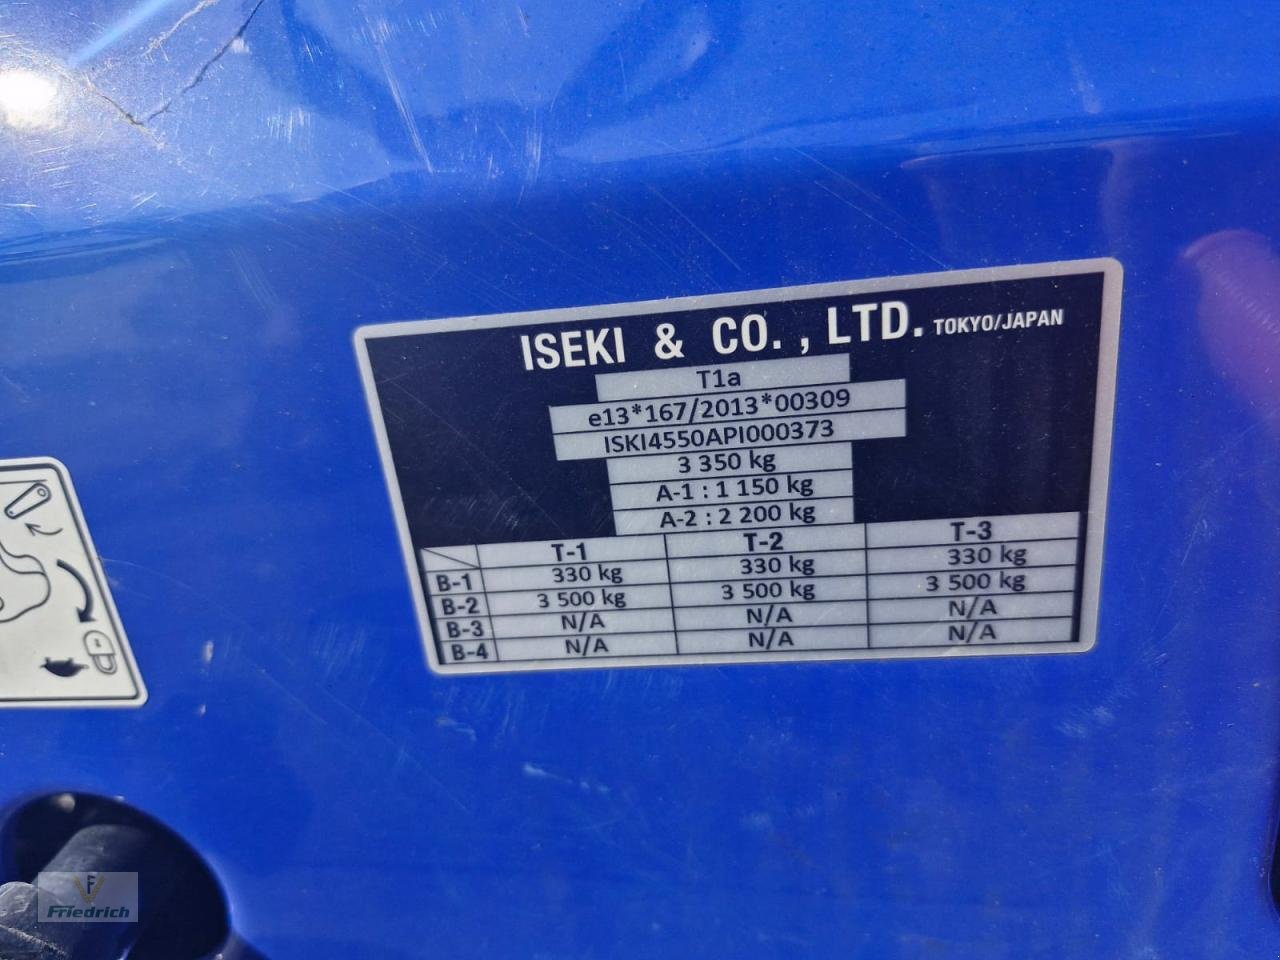 ISEKI & CO. , LTD. TOKYO/JAPAN
T1a
e13*167/2013*00309
ISKI4550API000373
3 350 kg
A-1 : 1 150 kg
A-2 : 2 200 kg
T-1 T-2 T-3
B-1 330 kg 330 kg 330 kg
B-2 3 500 kg 3 500 kg 3 500 kg
B-3 N/A N/A N/A
B-4 N/A N/A N/A
Friedrich